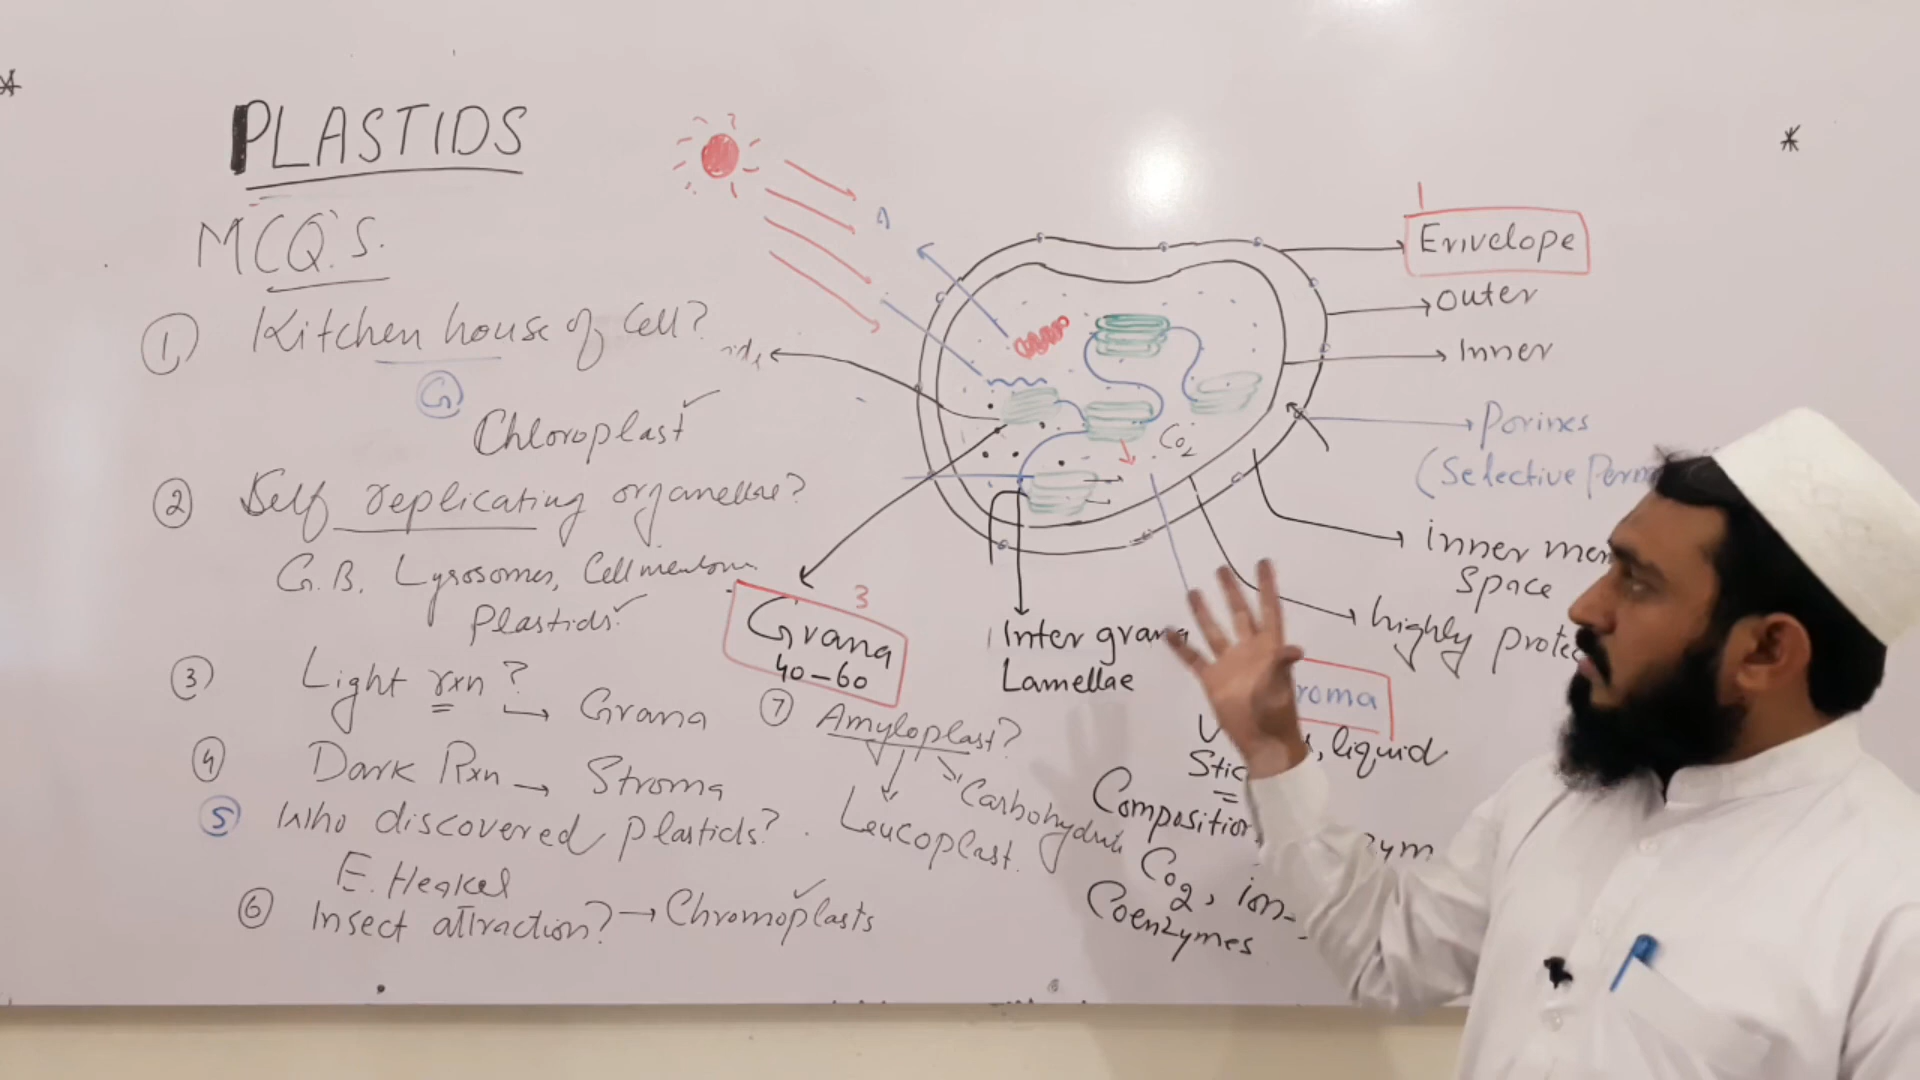 PLASTIDS
MCQ'S.
① Kitchen house of Cell?
G
Chloroplast ✓
② Self replicating organellae?
G.B, Lysosomes, Cell membrane
Plastids ✓
③ Light rxn? → Grana
④ Dark Rxn → Stroma
⑤ Who discovered plastids?
E. Heakel
⑥ Insect attraction? → Chromoplasts ✓
⑦ Amyloplast?
Carbohydrate
Leucoplast.
Grana 3
40-60
Inter grana
Lamellae
Co2
1
Envelope
Outer
Inner
Porines
(Selective Perm
inner mem
Space
highly prote
roma
, liquid
Stic
Composition
zym
Co2, ion
Coenzymes